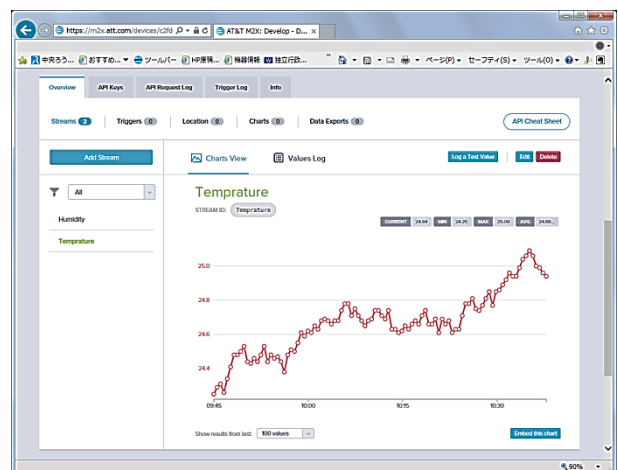 https://m2x.att.com/devices/c2fd
AT&T M2X: Develop - D... ×
中央ろう... おすすめ... ツールバー HP原稿... 機器情報 独立行政... ページ(P) セーフティ(S) ツール(O)
Overview API Keys API Request Log Trigger Log Info
Streams 2 Triggers 0 Location 0 Charts 0 Data Exports 0 API Cheat Sheet
Add Stream Charts View Values Log Log a Test Value Edit Delete
All
Temprature
STREAM ID: Temprature
Humidity
CURRENT 24.94 MIN 24.25 MAX 25.09 AVG 24.66...
Temprature
25.0
24.8
24.6
24.4
09:45 10:00 10:15 10:30
Show results from last: 100 values Embed this chart
90%